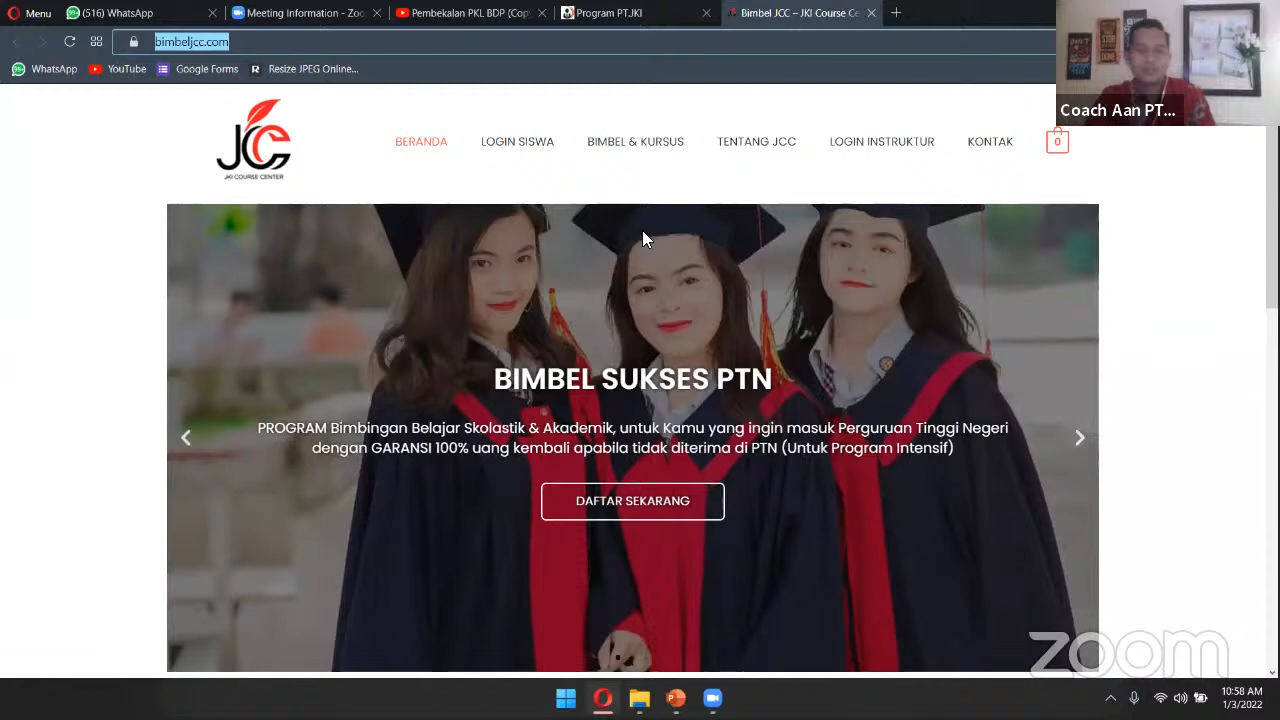 Menu
(516) WhatsApp
Meeting Information - Zoo
Pembekalan PKL BDP (Cop
Program PTJKI
Bimbel JCC – JKI Course Ce
bimbeljcc.com
99+ WhatsApp
YouTube
Google Forms
R Resize JPEG Online...
Coach Aan PT...
JCC
JKI COURSE CENTER
BERANDA
LOGIN SISWA
BIMBEL & KURSUS
TENTANG JCC
LOGIN INSTRUKTUR
KONTAK
0
BIMBEL SUKSES PTN
PROGRAM Bimbingan Belajar Skolastik & Akademik, untuk Kamu yang ingin masuk Perguruan Tinggi Negeri
dengan GARANSI 100% uang kembali apabila tidak diterima di PTN (Untuk Program Intensif)
DAFTAR SEKARANG
zoom
10:58 AM
1/3/2022